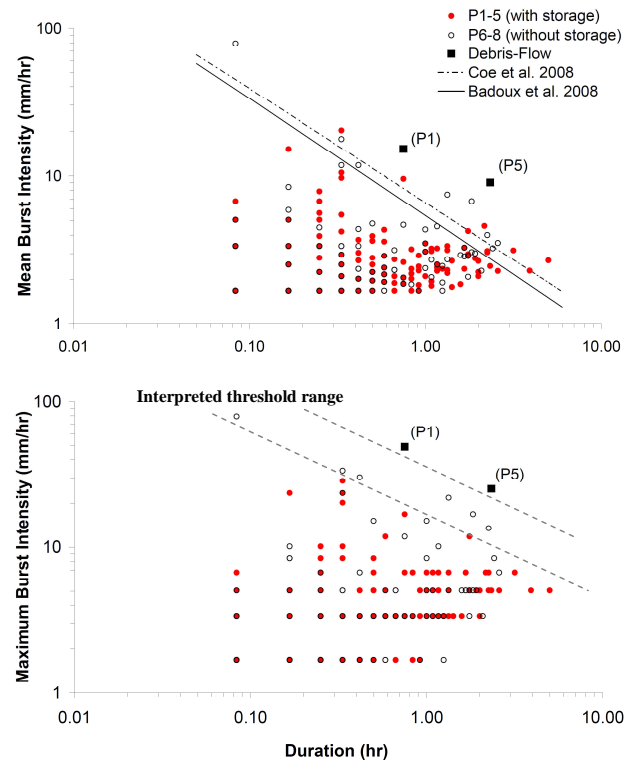 P1-5 (with storage)
P6-8 (without storage)
Debris-Flow
Coe et al. 2008
Badoux et al. 2008
Mean Burst Intensity (mm/hr)
100
10
1
(P1)
(P5)
0.01 0.10 1.00 10.00
Interpreted threshold range
Maximum Burst Intensity (mm/hr)
100
10
1
(P1)
(P5)
0.01 0.10 1.00 10.00
Duration (hr)